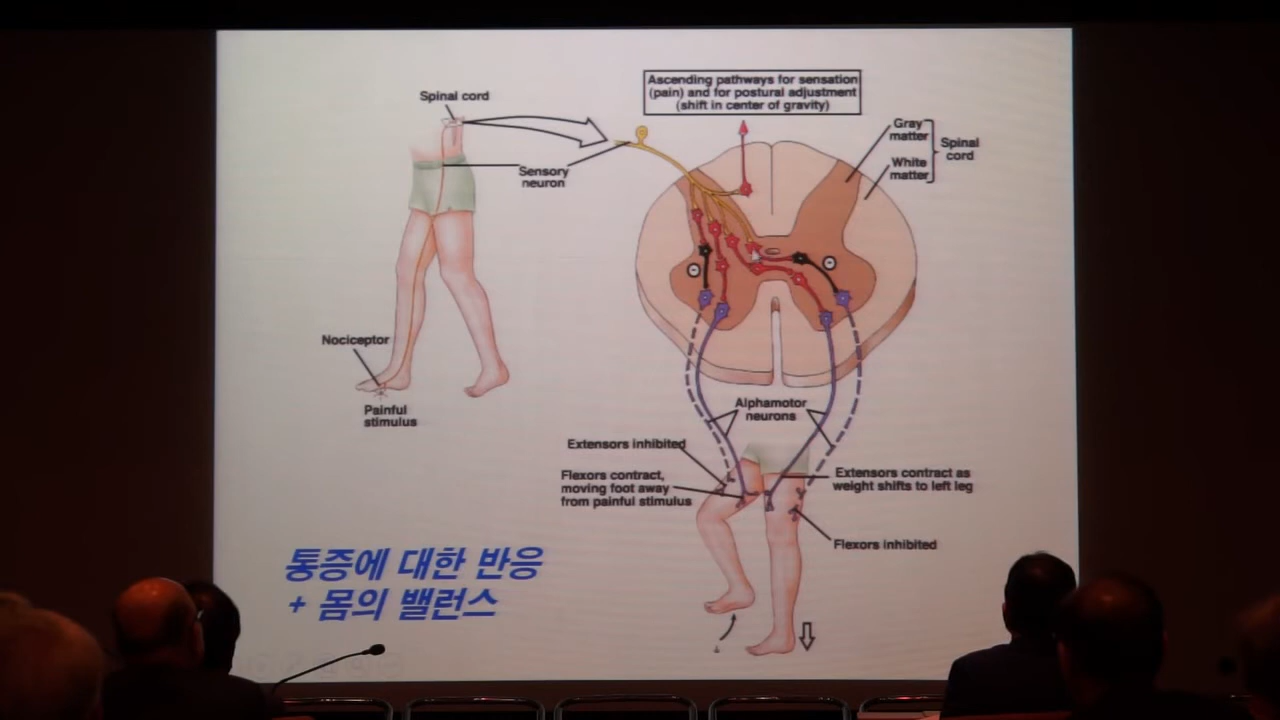 Spinal cord
Sensory
neuron
Nociceptor
Painful
stimulus
Ascending pathways for sensation
(pain) and for postural adjustment
(shift in center of gravity)
Gray
matter
White
matter
Spinal
cord
Alphamotor
neurons
Extensors inhibited
Flexors contract,
moving foot away
from painful stimulus
Extensors contract as
weight shifts to left leg
Flexors inhibited
통증에 대한 반응
+ 몸의 밸런스